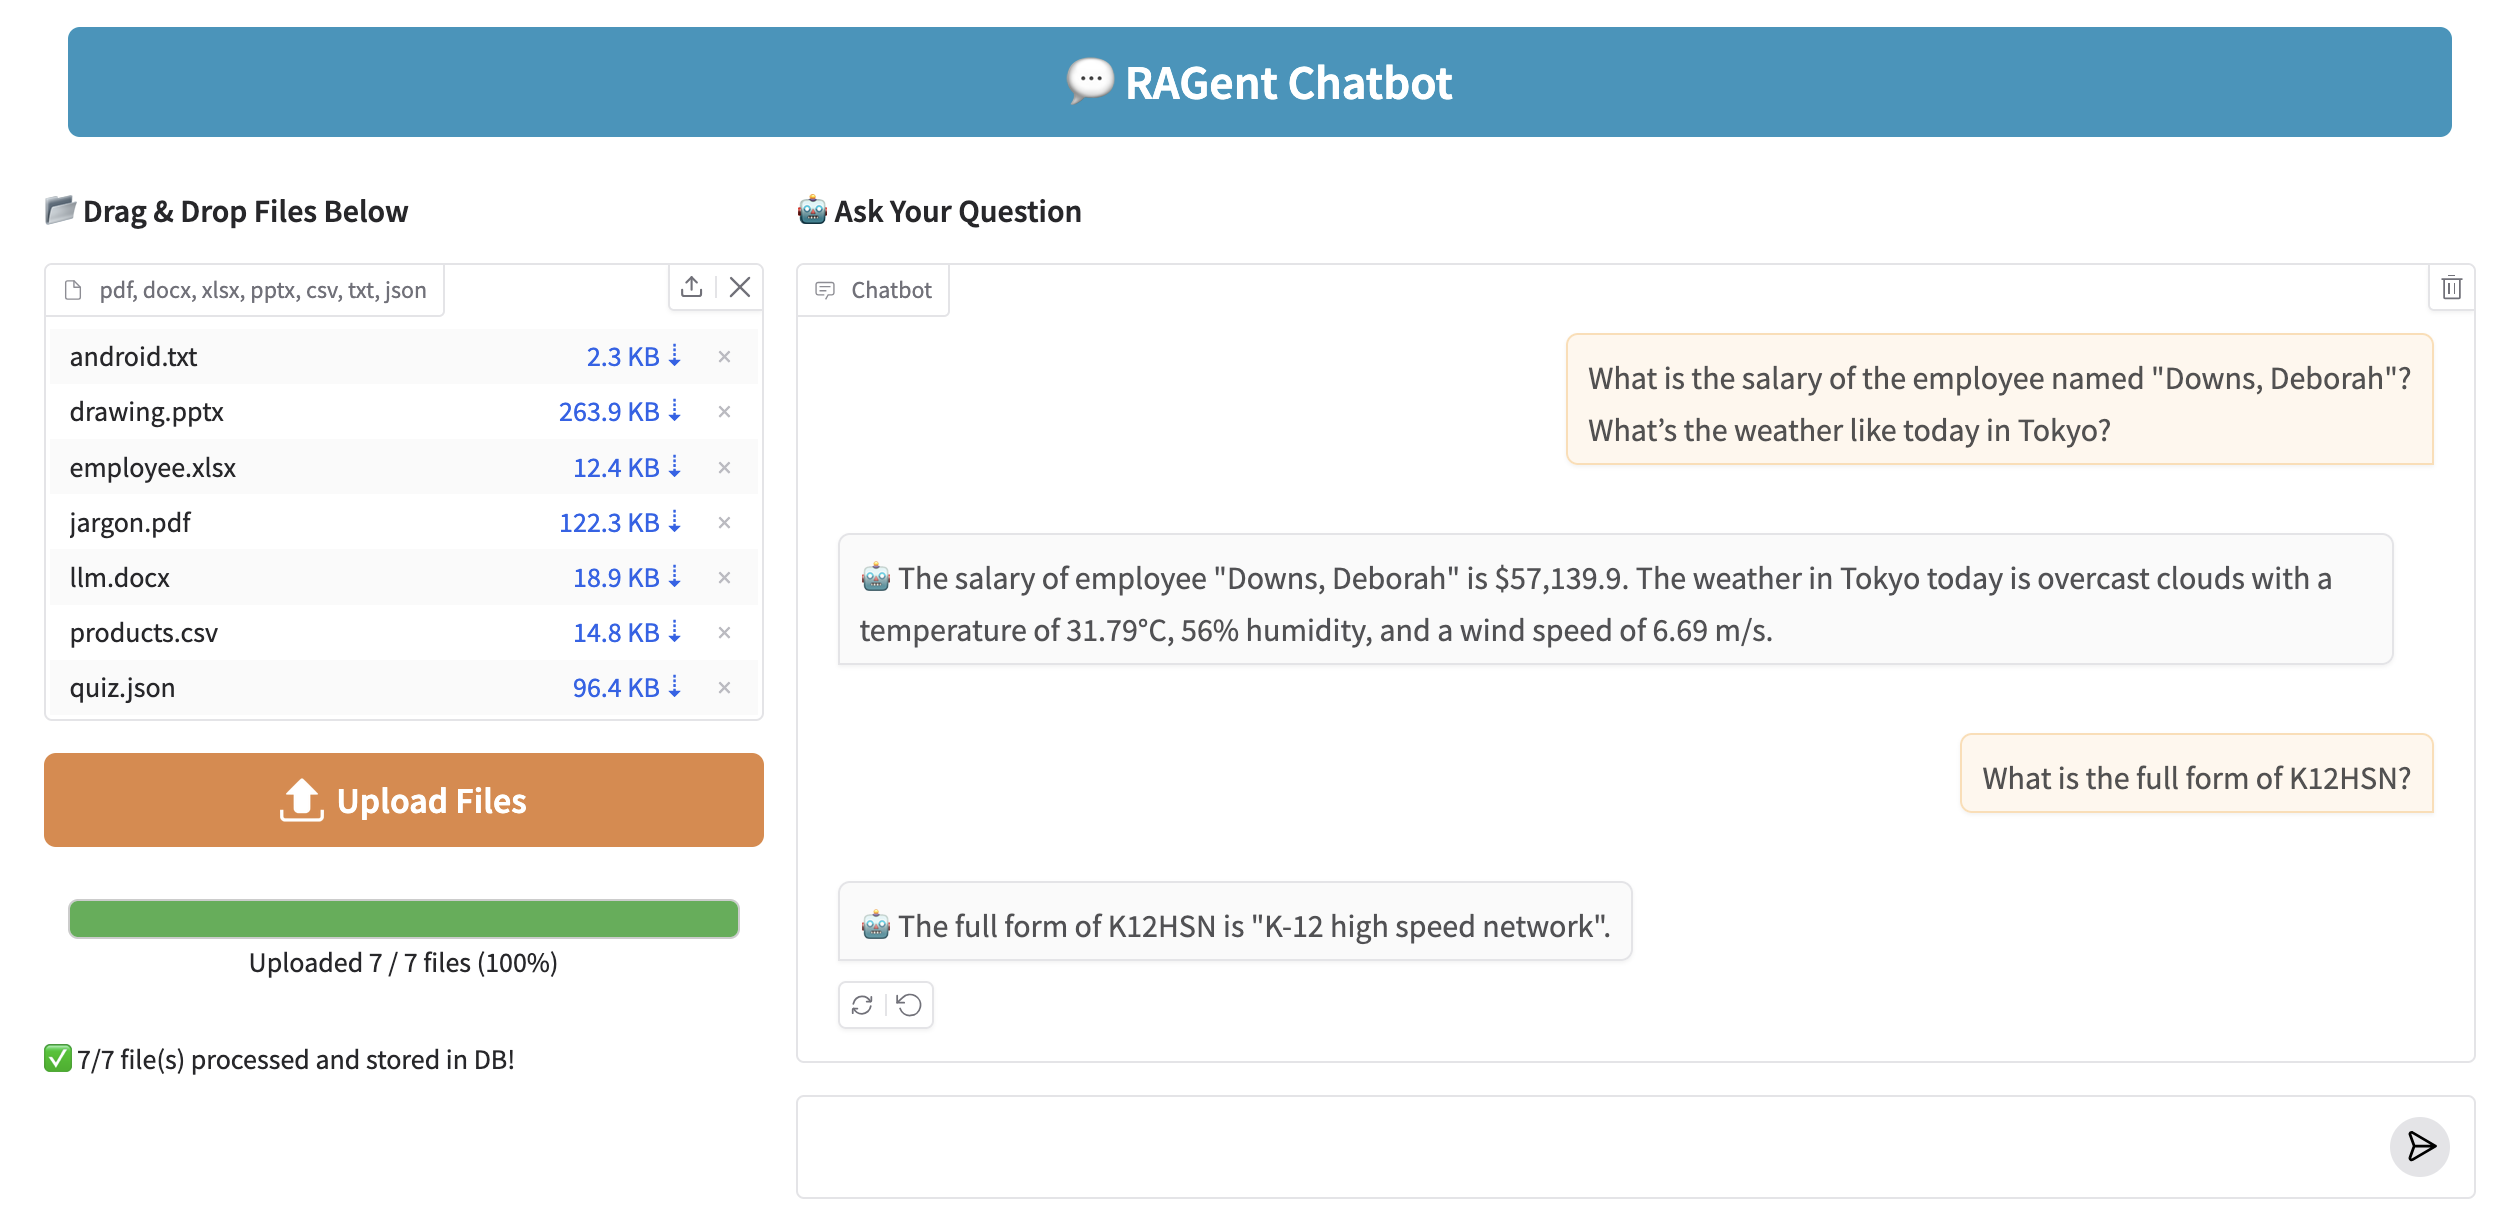 💬 RAGent Chatbot
📂 Drag & Drop Files Below
pdf, docx, xlsx, pptx, csv, txt, json
android.txt 2.3 KB ⇣ ×
drawing.pptx 263.9 KB ⇣ ×
employee.xlsx 12.4 KB ⇣ ×
jargon.pdf 122.3 KB ⇣ ×
llm.docx 18.9 KB ⇣ ×
products.csv 14.8 KB ⇣ ×
quiz.json 96.4 KB ⇣ ×
Upload Files
Uploaded 7 / 7 files (100%)
✅ 7/7 file(s) processed and stored in DB!
🤖 Ask Your Question
Chatbot
What is the salary of the employee named "Downs, Deborah"?
What’s the weather like today in Tokyo?
🤖 The salary of employee "Downs, Deborah" is $57,139.9. The weather in Tokyo today is overcast clouds with a
temperature of 31.79°C, 56% humidity, and a wind speed of 6.69 m/s.
What is the full form of K12HSN?
🤖 The full form of K12HSN is "K-12 high speed network".